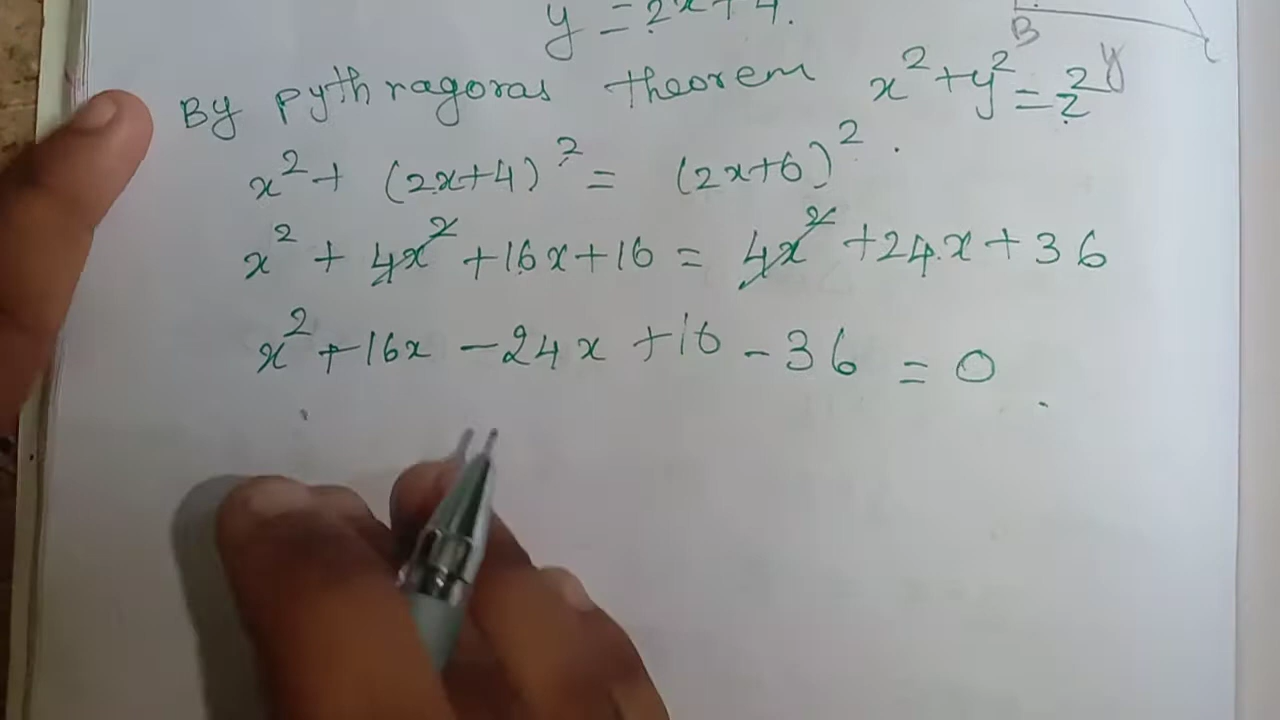 y = 2x + 4.
B
C
By pythragoras theorem x² + y² = z²
y
x² + (2x+4)² = (2x+6)².
x² + 4x² + 16x + 16 = 4x² + 24x + 36
x² + 16x - 24x + 16 - 36 = 0.